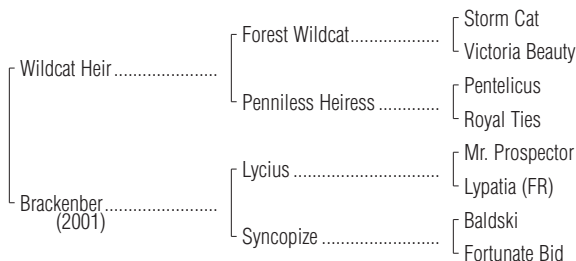 Storm Cat
Forest Wildcat....................
Victoria Beauty
Wildcat Heir.......................
Pentelicus
Penniless Heiress.............
Royal Ties
Mr. Prospector
Lycius ................................
Lypatia (FR)
Brackenber.........................
(2001)
Baldski
Syncopize ..........................
Fortunate Bid